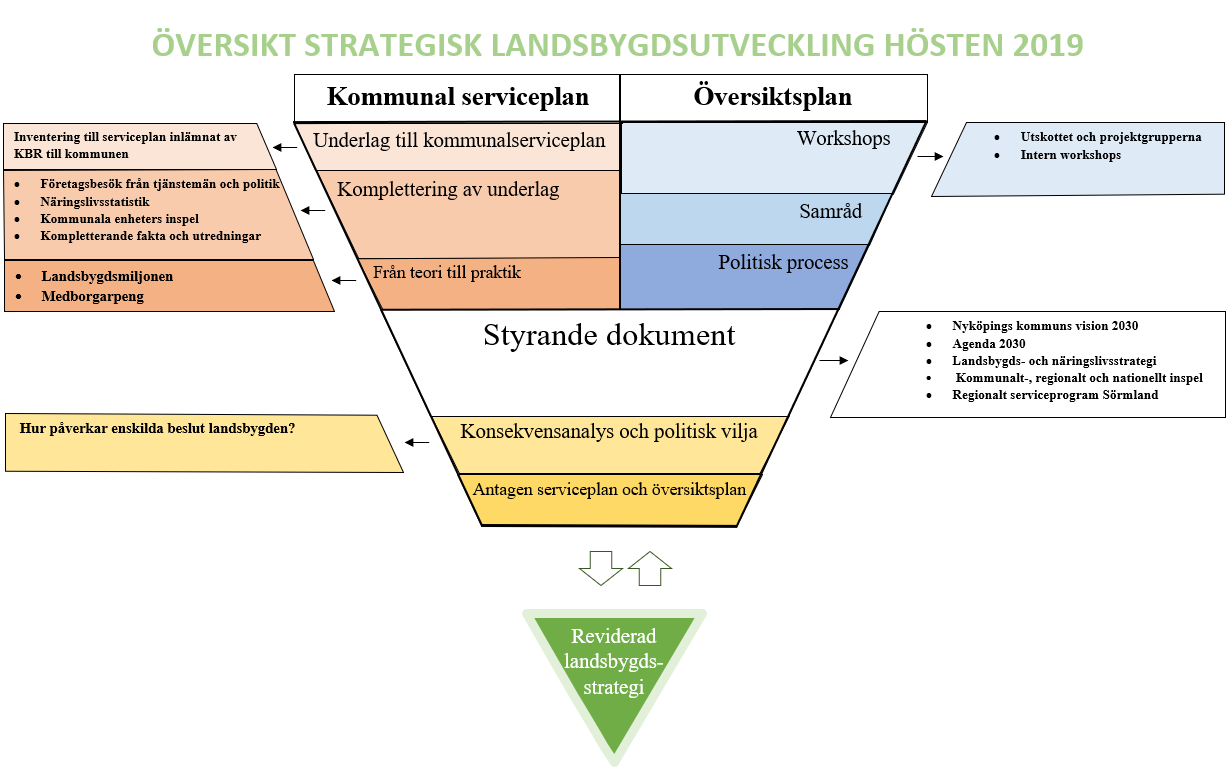 ÖVERSIKT STRATEGISK LANDSBYGDSUTVECKLING HÖSTEN 2019
Kommunal serviceplan
Översiktsplan
Inventering till serviceplan inlämnat av
KBR till kommunen
Underlag till kommunalserviceplan
Workshops
• Utskottet och projektgrupperna
• Intern workshops
• Företagsbesök från tjänstemän och politik
• Näringslivsstatistik
• Kommunala enheters inspel
• Kompletterande fakta och utredningar
Komplettering av underlag
Samråd
• Landsbygdsmiljonen
• Medborgarpeng
Från teori till praktik
Politisk process
Styrande dokument
• Nyköpings kommuns vision 2030
• Agenda 2030
• Landsbygds- och näringslivsstrategi
• Kommunalt-, regionalt och nationellt inspel
• Regionalt serviceprogram Sörmland
Hur påverkar enskilda beslut landsbygden?
Konsekvensanalys och politisk vilja
Antagen serviceplan och översiktsplan
Reviderad
landsbygds-
strategi